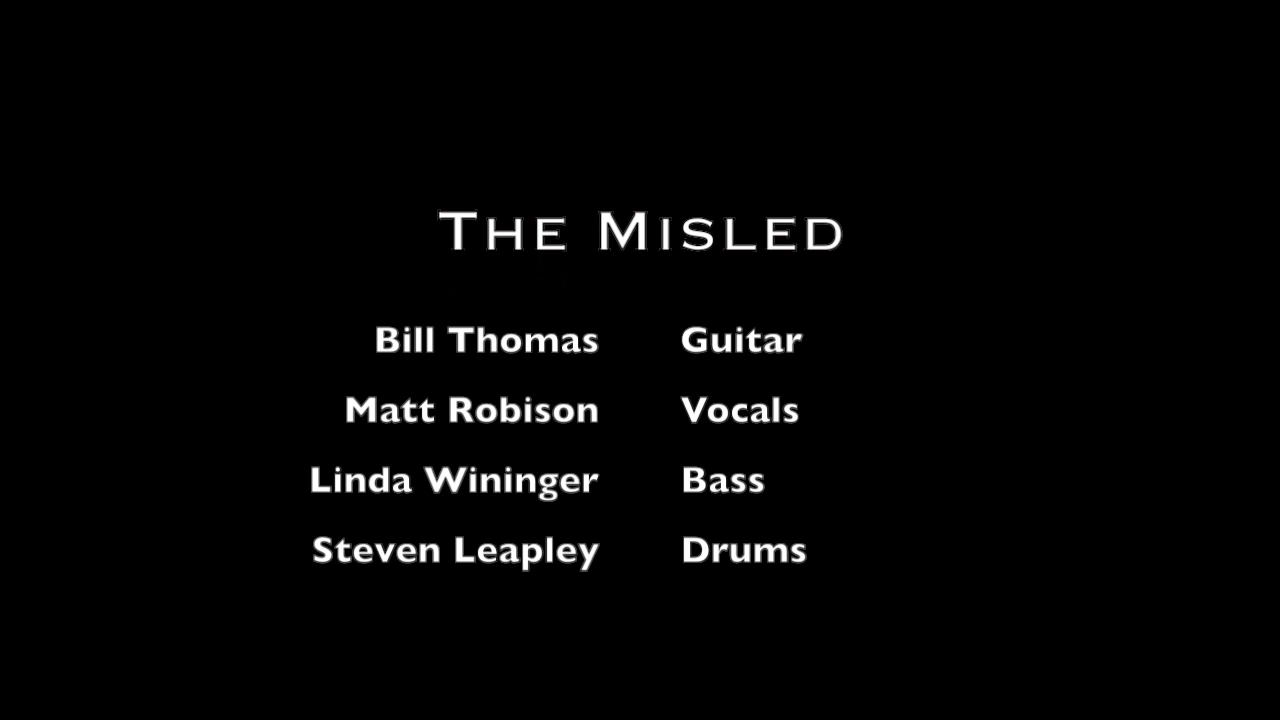 The Misled
Bill Thomas Guitar
Matt Robison Vocals
Linda Wininger Bass
Steven Leapley Drums